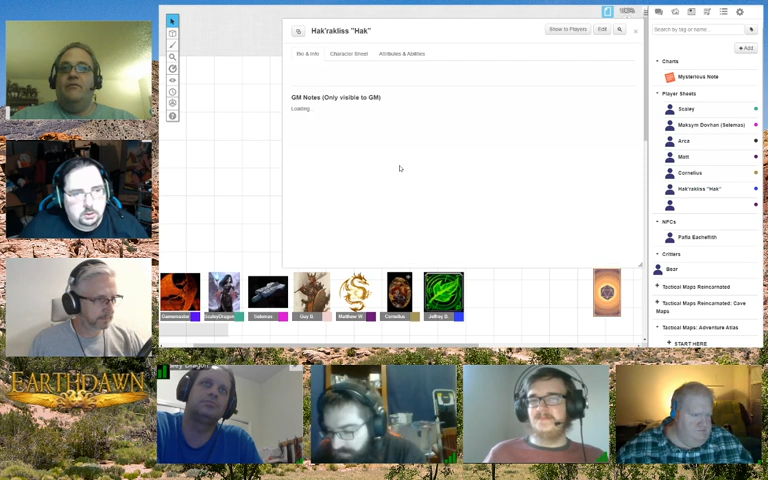 Hak'rakliss "Hak"
Show to Players
Edit
Bio & Info
Character Sheet
Attributes & Abilities
GM Notes (Only visible to GM)
Loading...
Search by tag or name...
+ Add
Charts
Mysterious Note
Player Sheets
Scaley
Maksym Dovhan (Selemas)
Arca
Matt
Cornelius
Hak'rakliss "Hak"
NPCs
Critters
Bear
Tactical Maps Reincarnated
Tactical Maps Reincarnated: Cave Maps
Tactical Maps: Adventure Atlas
START HERE
Gamemaster
ScaleyDragon
Selemas
Guy D.
Matthew W.
Cornelius
Jeffrey B.
EARTHDAWN